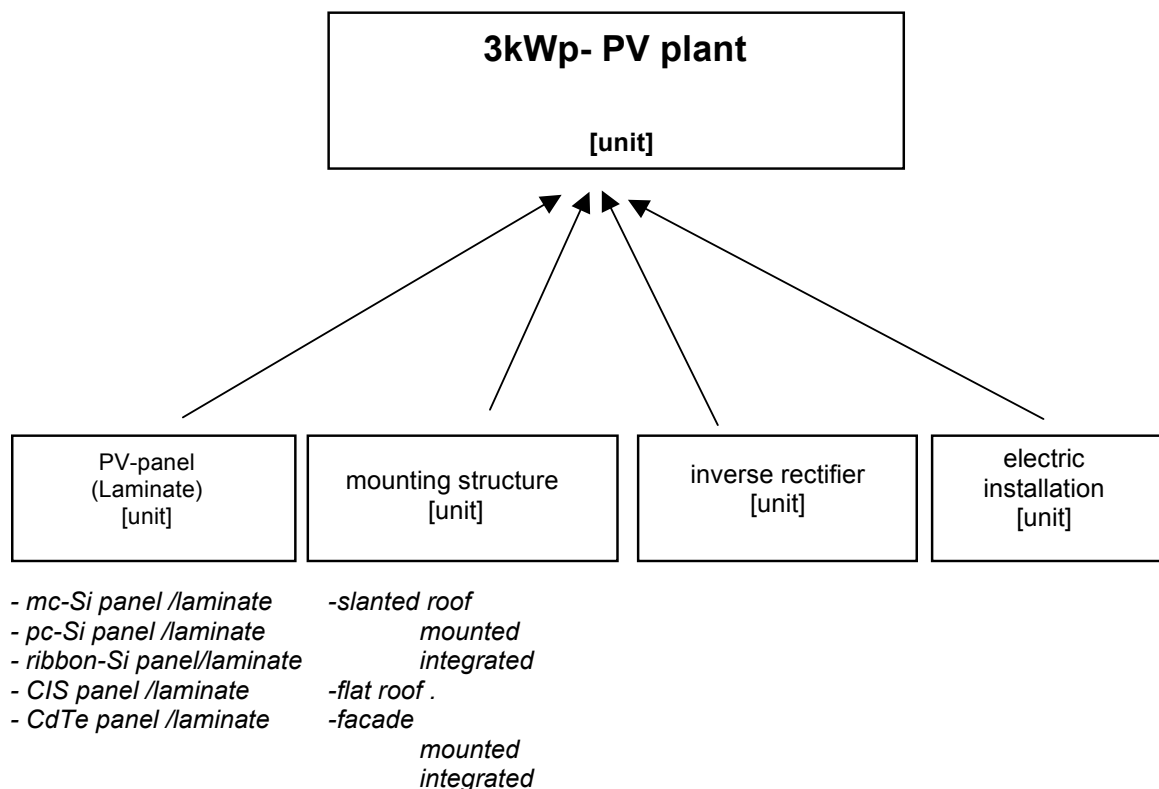 3kWp- PV plant
[unit]
PV-panel
(Laminate)
[unit]
mounting structure
[unit]
inverse rectifier
[unit]
electric
installation
[unit]
- mc-Si panel /laminate
- pc-Si panel /laminate
- ribbon-Si panel/laminate
- CIS panel /laminate
- CdTe panel /laminate
-slanted roof
mounted
integrated
-flat roof .
-facade
mounted
integrated